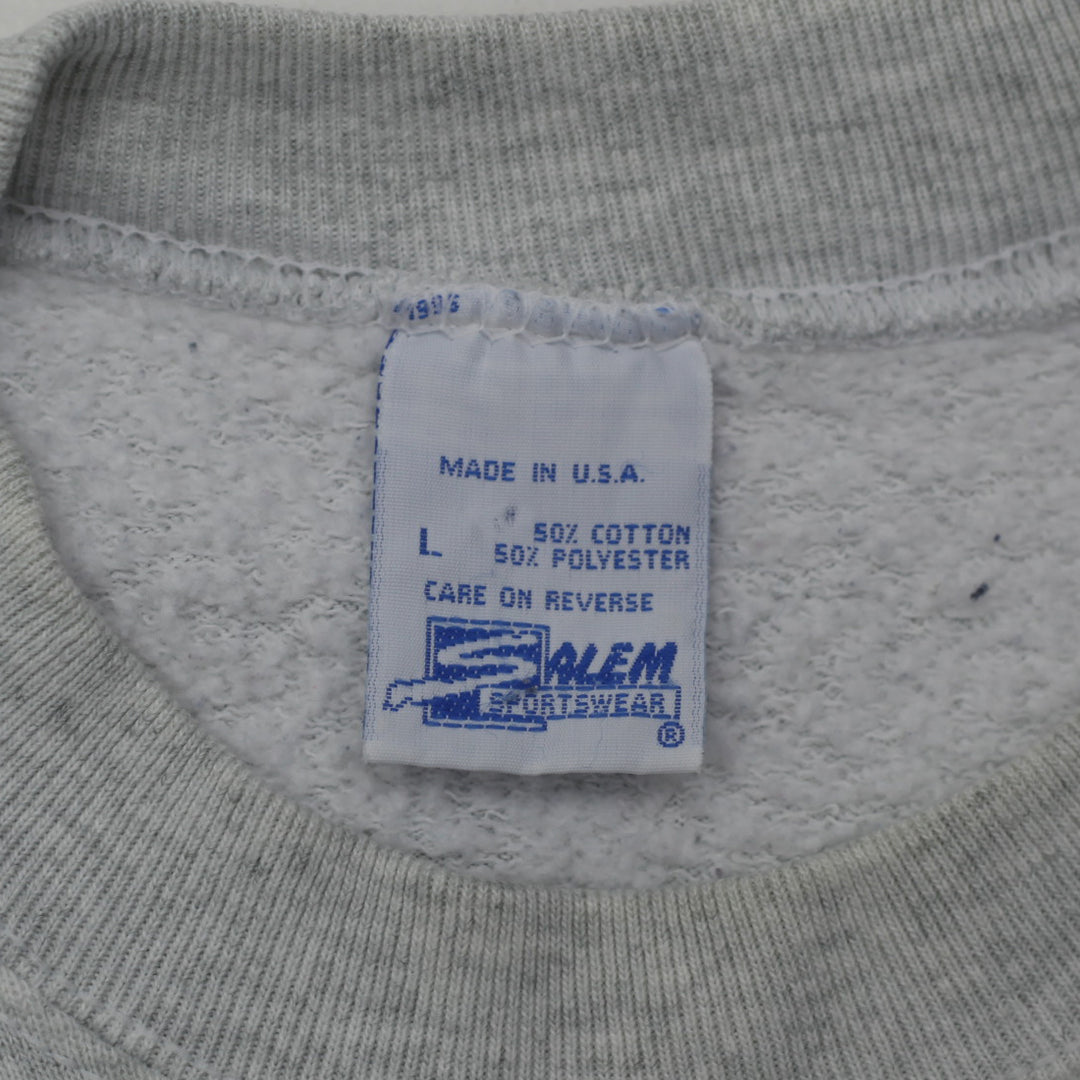 MADE IN U.S.A.
L
50% COTTON
50% POLYESTER
CARE ON REVERSE
SALEM
SPORTSWEAR
®